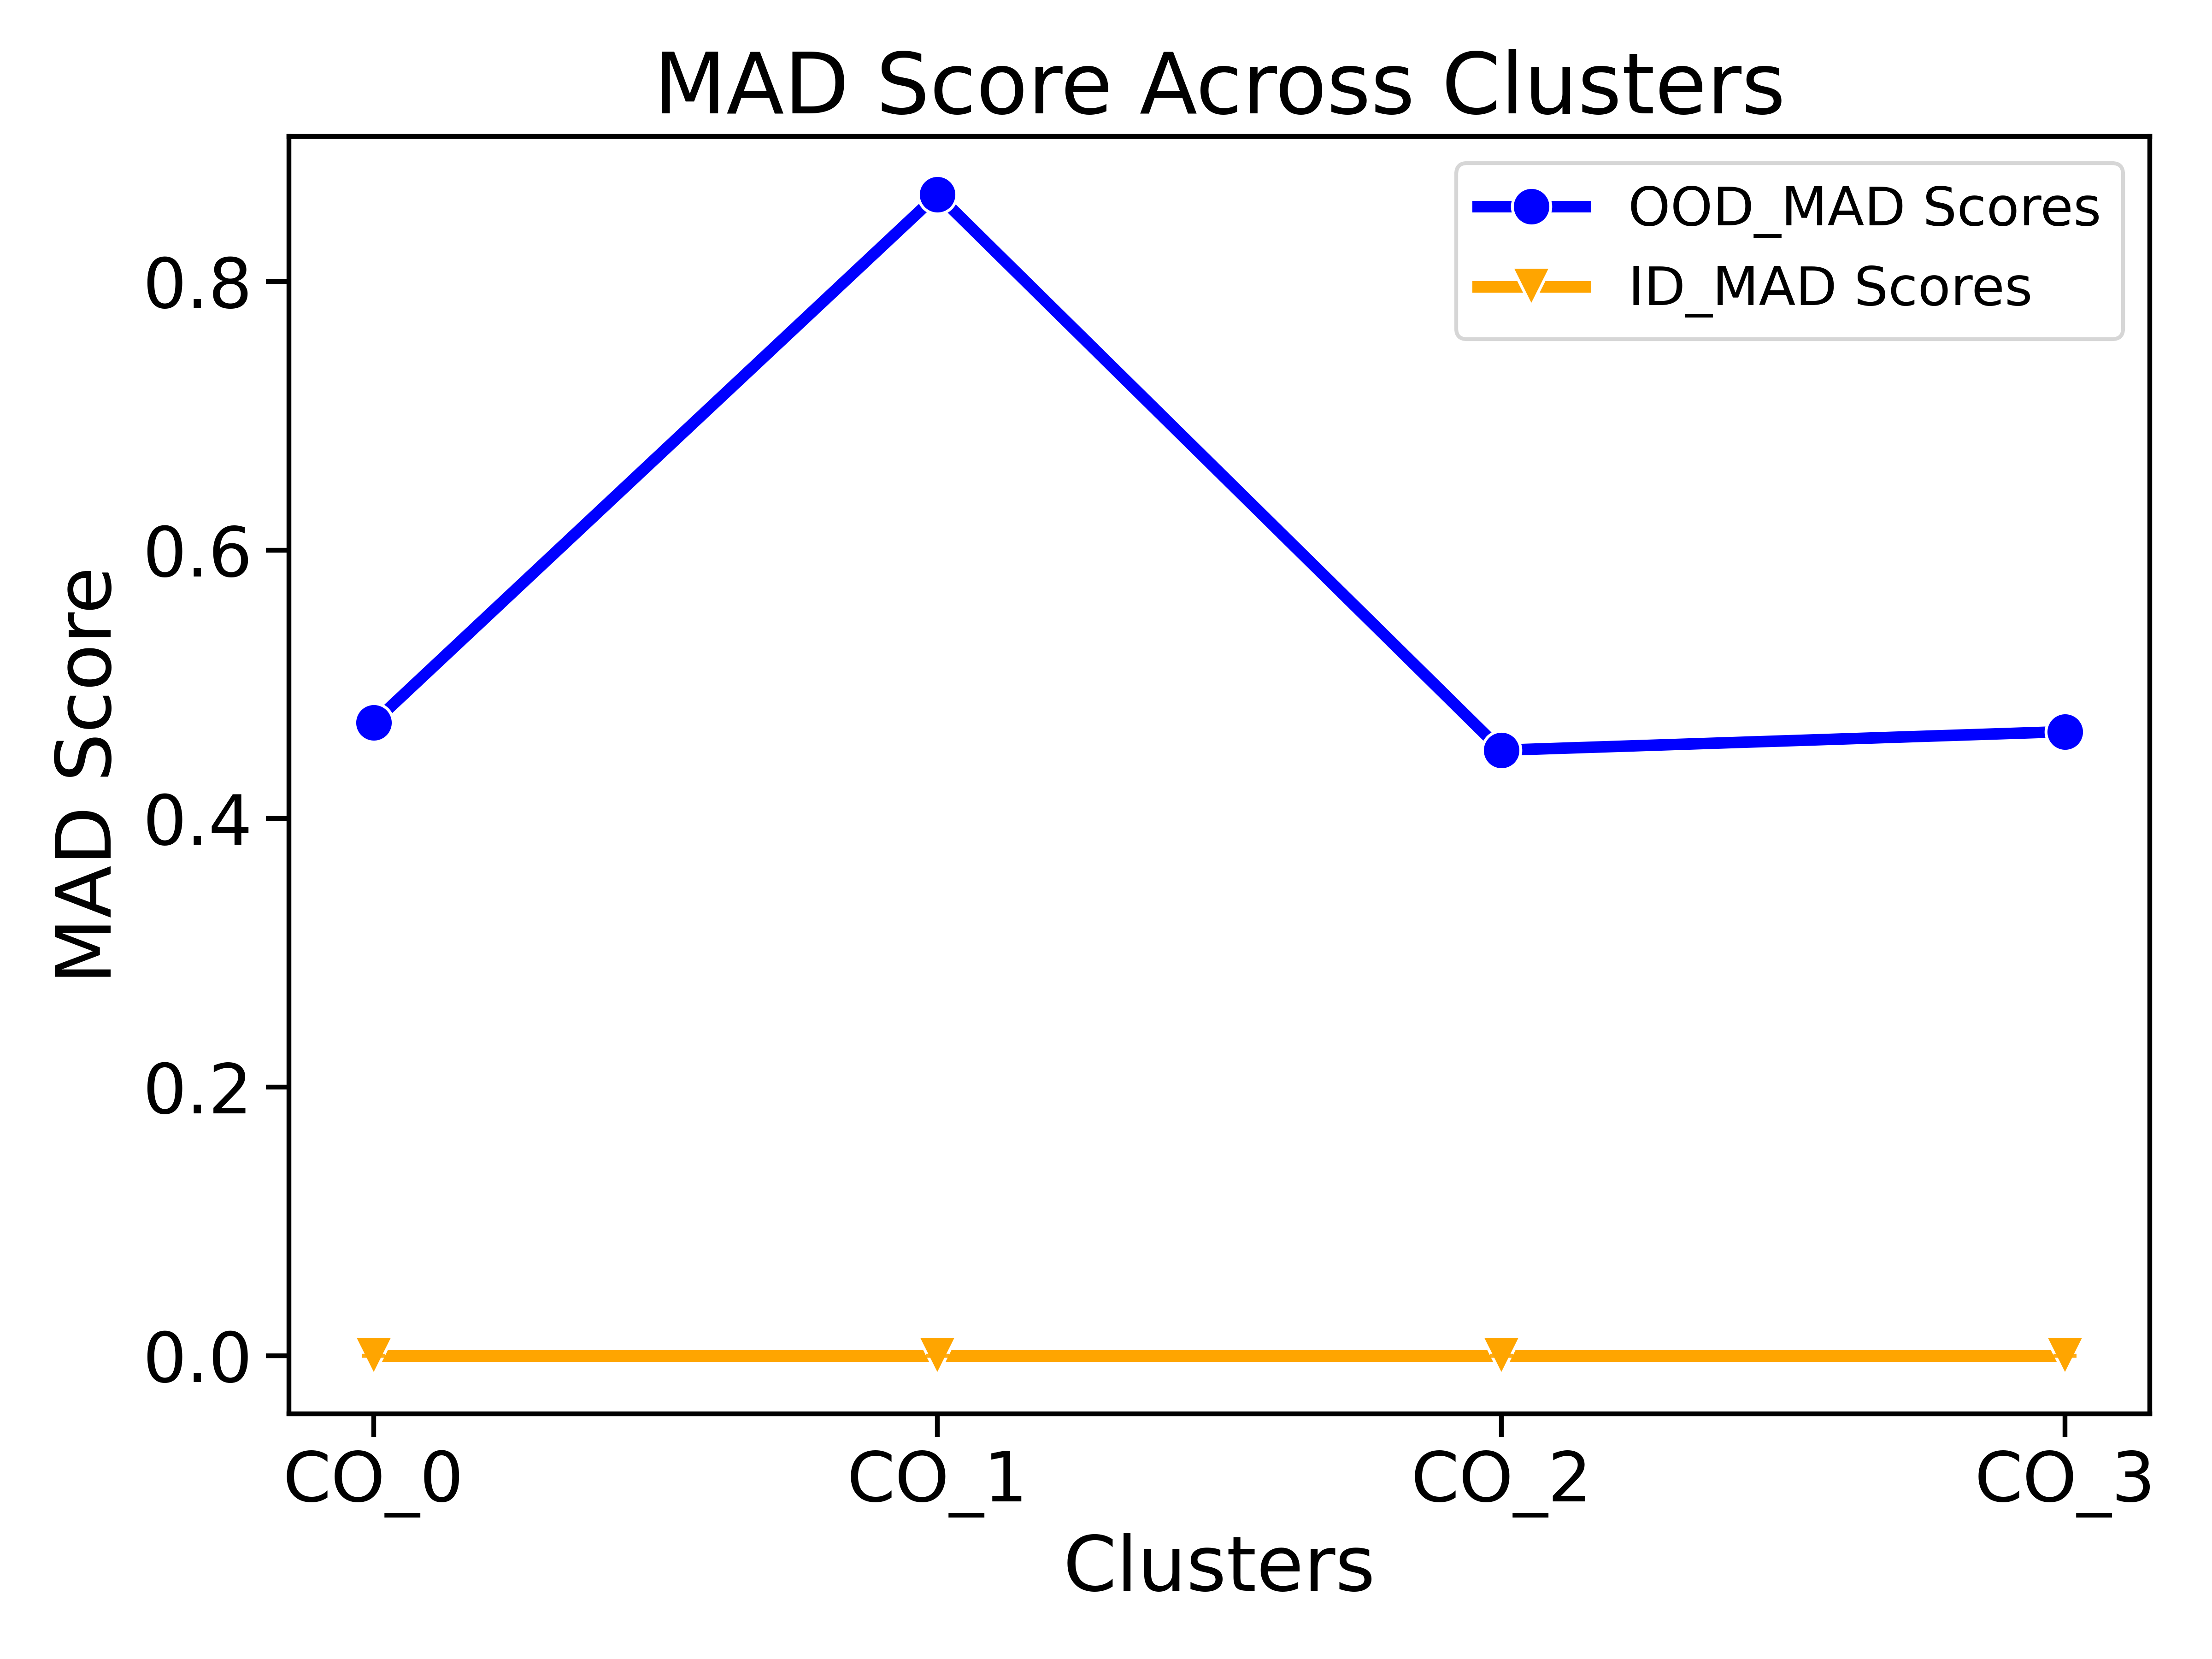 MAD Score Across Clusters
OOD_MAD Scores
ID_MAD Scores
MAD Score
0.8
0.6
0.4
0.2
0.0
CO_0
CO_1
CO_2
CO_3
Clusters